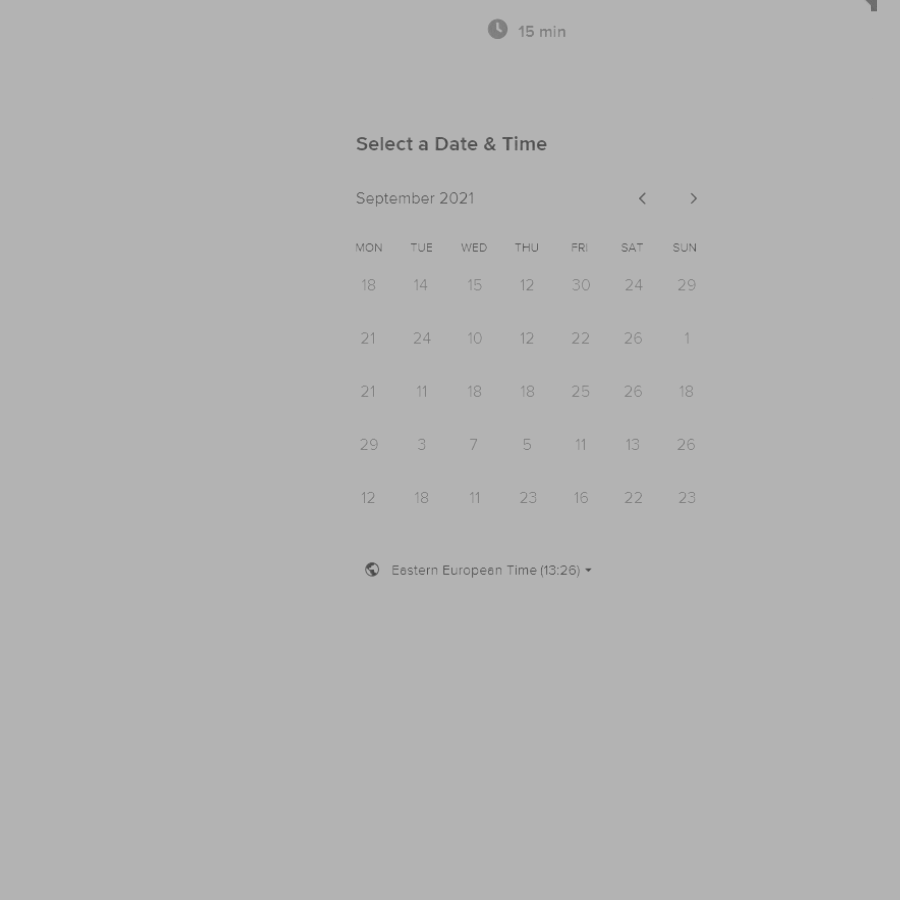 15 min
Select a Date & Time
September 2021
MON TUE WED THU FRI SAT SUN
18 14 15 12 30 24 29
21 24 10 12 22 26 1
21 11 18 18 25 26 18
29 3 7 5 11 13 26
12 18 11 23 16 22 23
Eastern European Time (13:26)